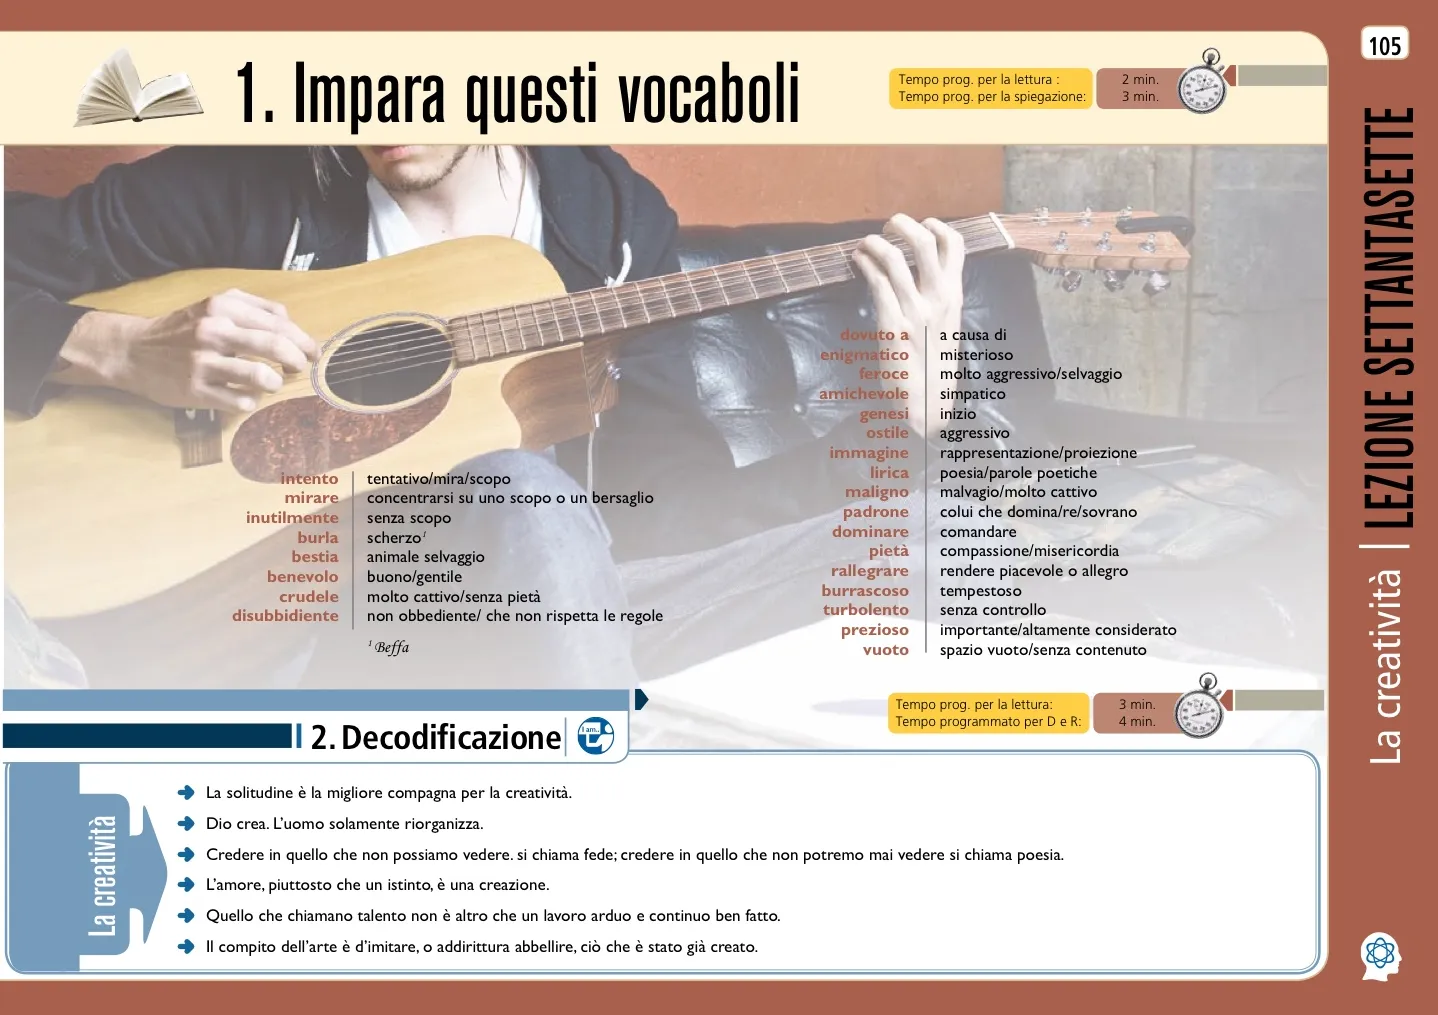 1. Impara questi vocaboli
Tempo prog. per la lettura : 2 min.
Tempo prog. per la spiegazione: 3 min.
105
LEZIONE SETTANTASETTE
La creatività
intento tentativo/mira/scopo
mirare concentrarsi su uno scopo o un bersaglio
inutilmente senza scopo
burla scherzo¹
bestia animale selvaggio
benevolo buono/gentile
crudele molto cattivo/senza pietà
disubbidiente non obbediente/ che non rispetta le regole
¹ Beffa
dovuto a a causa di
enigmatico misterioso
feroce molto aggressivo/selvaggio
amichevole simpatico
genesi inizio
ostile aggressivo
immagine rappresentazione/proiezione
lirica poesia/parole poetiche
maligno malvagio/molto cattivo
padrone colui che domina/re/sovrano
dominare comandare
pietà compassione/misericordia
rallegrare rendere piacevole o allegro
burrascoso tempestoso
turbolento senza controllo
prezioso importante/altamente considerato
vuoto spazio vuoto/senza contenuto
Tempo prog. per la lettura: 3 min.
Tempo programmato per D e R: 4 min.
2. Decodificazione
I am..
La creatività
La solitudine è la migliore compagna per la creatività.
Dio crea. L'uomo solamente riorganizza.
Credere in quello che non possiamo vedere. si chiama fede; credere in quello che non potremo mai vedere si chiama poesia.
L'amore, piuttosto che un istinto, è una creazione.
Quello che chiamano talento non è altro che un lavoro arduo e continuo ben fatto.
Il compito dell'arte è d'imitare, o addirittura abbellire, ciò che è stato già creato.